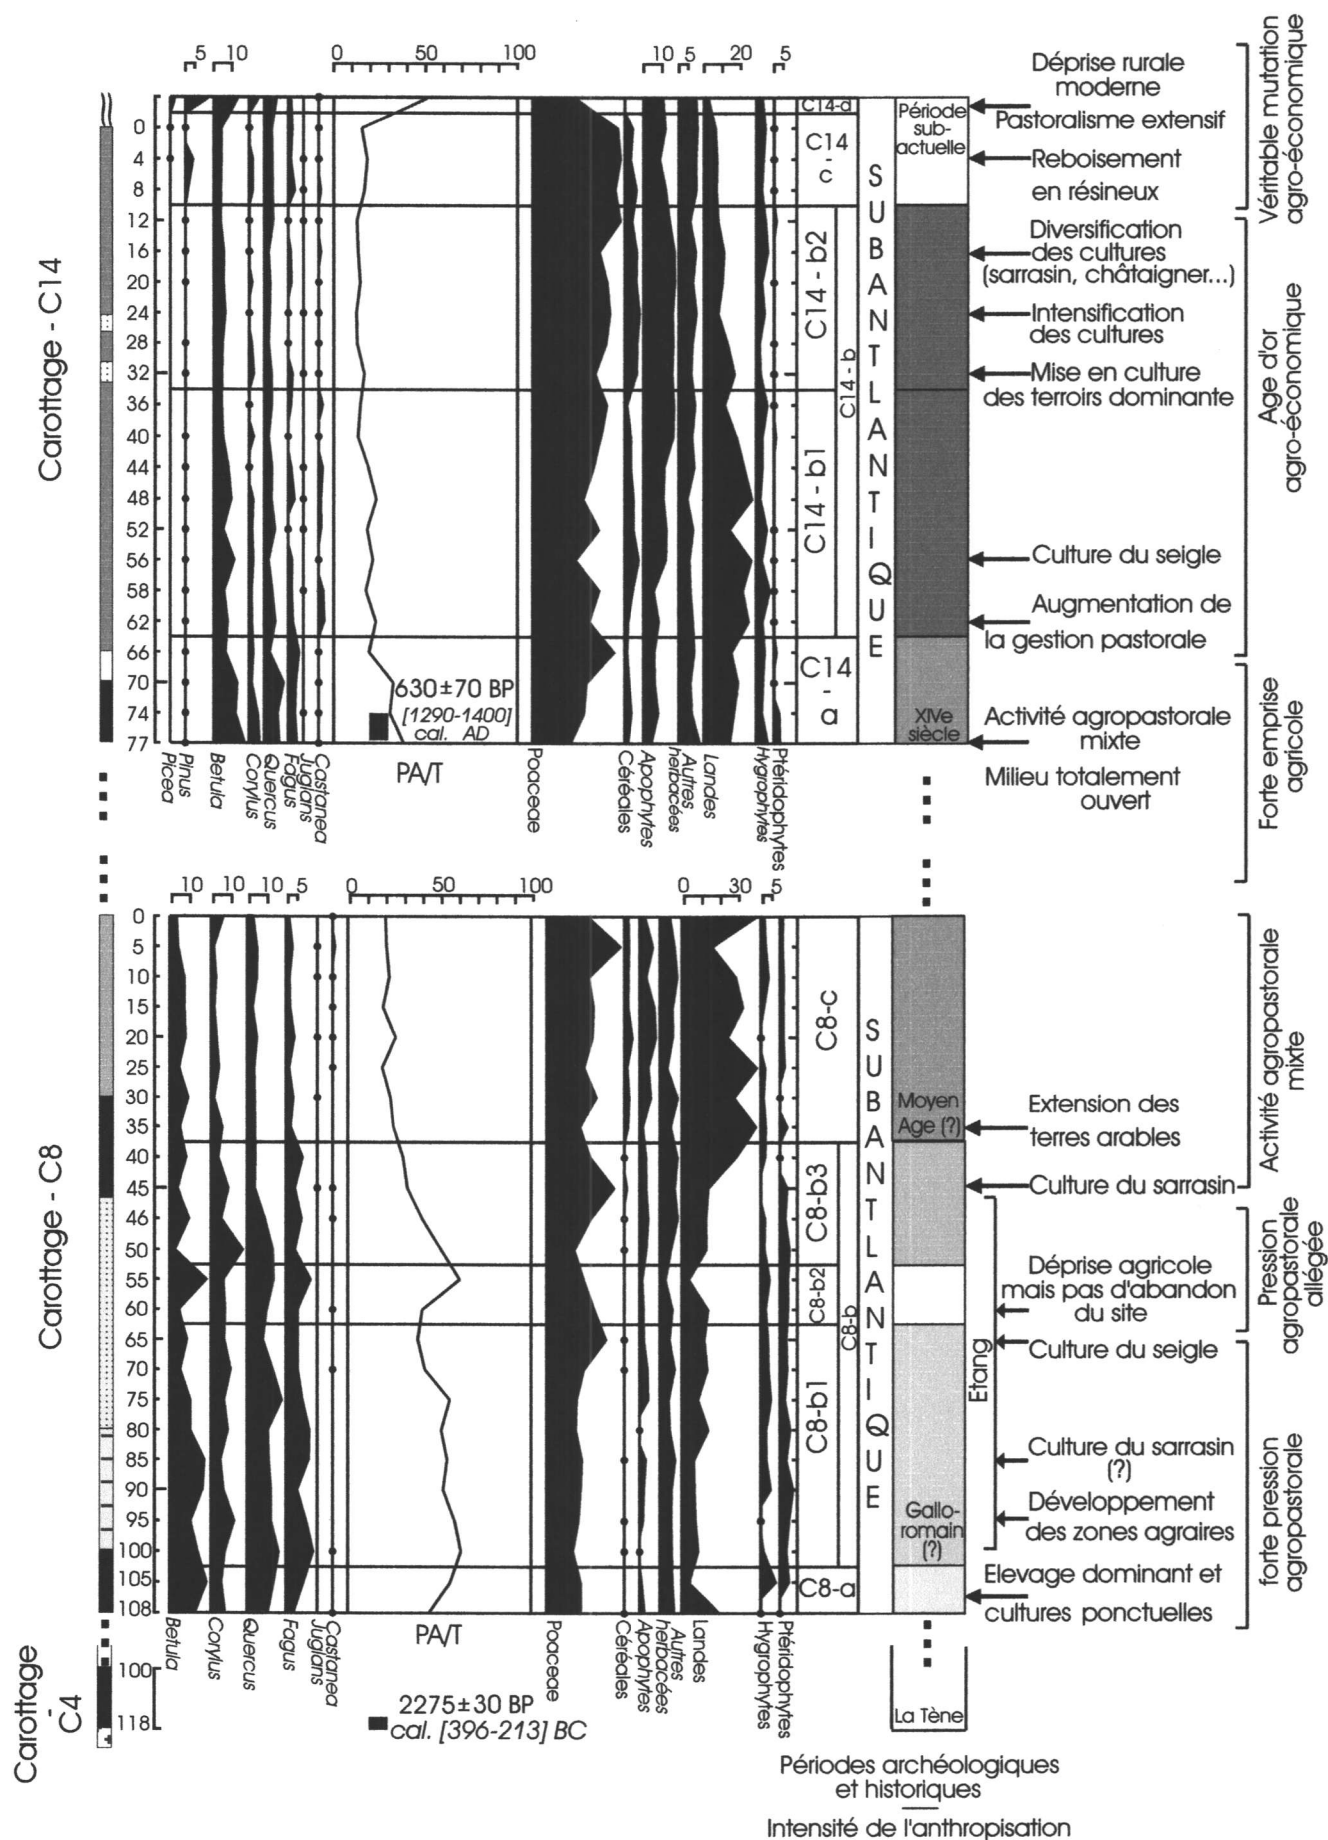 5 10
0 50 100
10 5 20 5
Carottage - C14
0
4
8
12
16
20
24
28
32
36
40
44
48
52
56
58
62
66
70
74
77
Picea
Pinus
Betula
Corylus
Quercus
Fagus
Juglans
Castanea
PA/T
630±70 BP
[1290-1400]
cal. AD
Poaceae
Céréales
Apophytes
Autres
herbacées
Landes
Hygrophytes
Ptéridophytes
C14-d
C14
-
c
C14 - b2
C14 - b
C14 - b1
C14
-
a
SUBATLANTIQUE
Période
sub-
actuelle
XIVe
siècle
Déprise rurale
moderne
Pastoralisme extensif
Reboisement
en résineux
Diversification
des cultures
(sarrasin, châtaigner...)
Intensification
des cultures
Mise en culture
des terroirs dominante
Culture du seigle
Augmentation de
la gestion pastorale
Activité agropastorale
mixte
Milieu totalement
ouvert
Véritable mutation
agro-économique
Age d'or
agro-économique
Forte emprise
agricole
10 10 10 5
0 50 100
0 30 5
Carottage - C8
0
5
10
15
20
25
30
35
40
45
46
50
55
60
65
70
75
80
85
90
95
100
105
108
Betula
Corylus
Quercus
Fagus
Juglans
Castanea
PA/T
Poaceae
Céréales
Apophytes
Autres
herbacées
Landes
Hygrophytes
Ptéridophytes
C8-c
C8-b3
C8-b2
C8-b
C8-b1
C8-a
SUBATLANTIQUE
Moyen
Age (?)
Gallo-
romain
(?)
Etang
Extension des
terres arables
Culture du sarrasin
Déprise agricole
mais pas d'abandon
du site
Culture du seigle
Culture du sarrasin
(?)
Développement
des zones agraires
Elevage dominant et
cultures ponctuelles
Activité agropastorale
mixte
Pression
agropastorale
allégée
forte pression
agropastorale
Carottage
-
C4
100
118
2275±30 BP
cal. [396-213] BC
La Tène
Périodes archéologiques
et historiques
Intensité de l'anthropisation